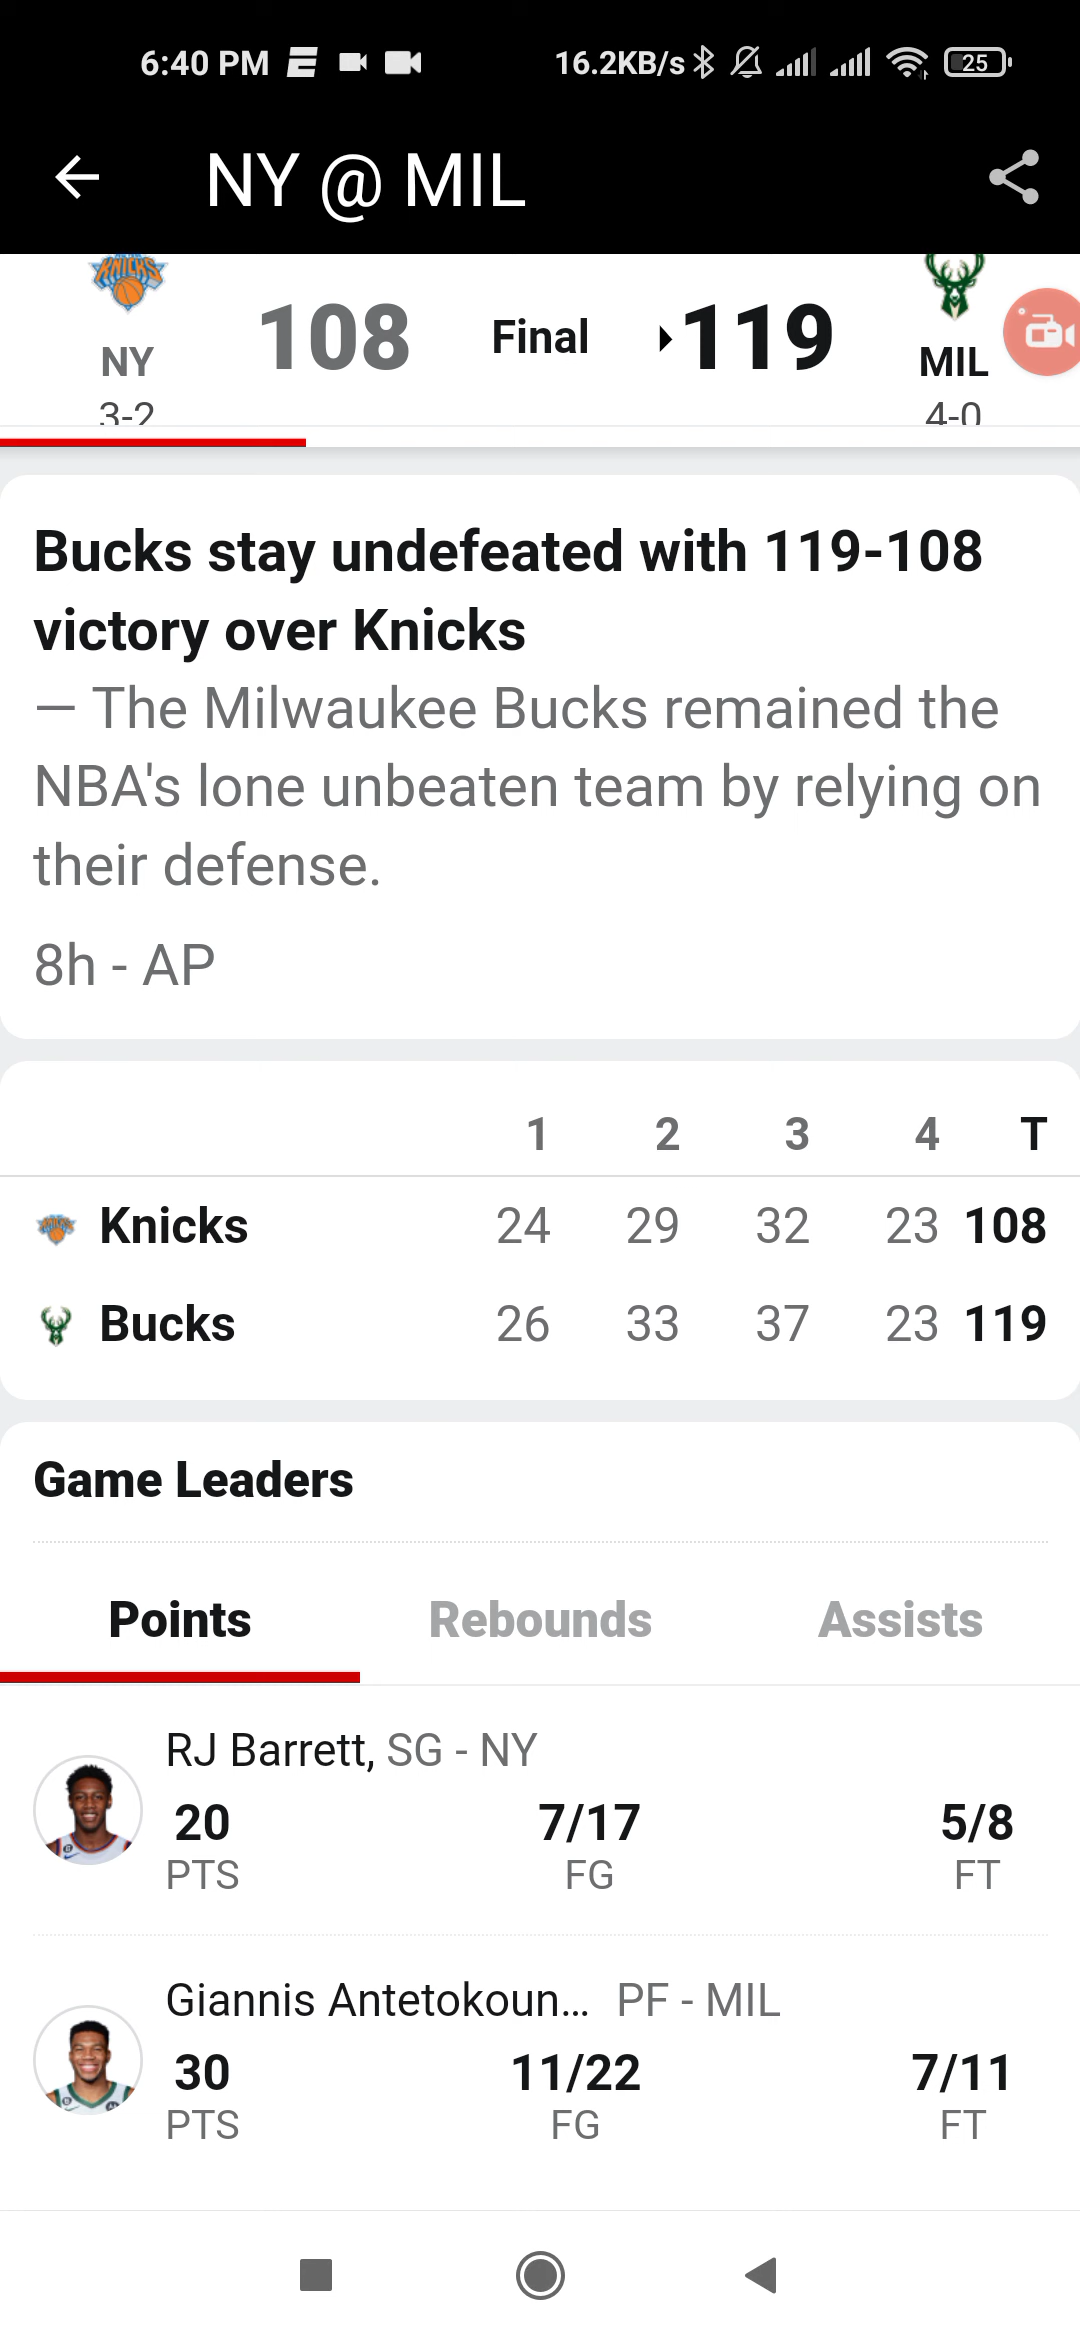 6:40 PM 16.2KB/s 25
NY @ MIL
KNICKS
108 Final 119
NY MIL
3-2 4-0
Bucks stay undefeated with 119-108
victory over Knicks
— The Milwaukee Bucks remained the
NBA's lone unbeaten team by relying on
their defense.
8h - AP
1 2 3 4 T
Knicks 24 29 32 23 108
Bucks 26 33 37 23 119
Game Leaders
Points Rebounds Assists
RJ Barrett, SG - NY
20 7/17 5/8
PTS FG FT
Giannis Antetokoun... PF - MIL
30 11/22 7/11
PTS FG FT